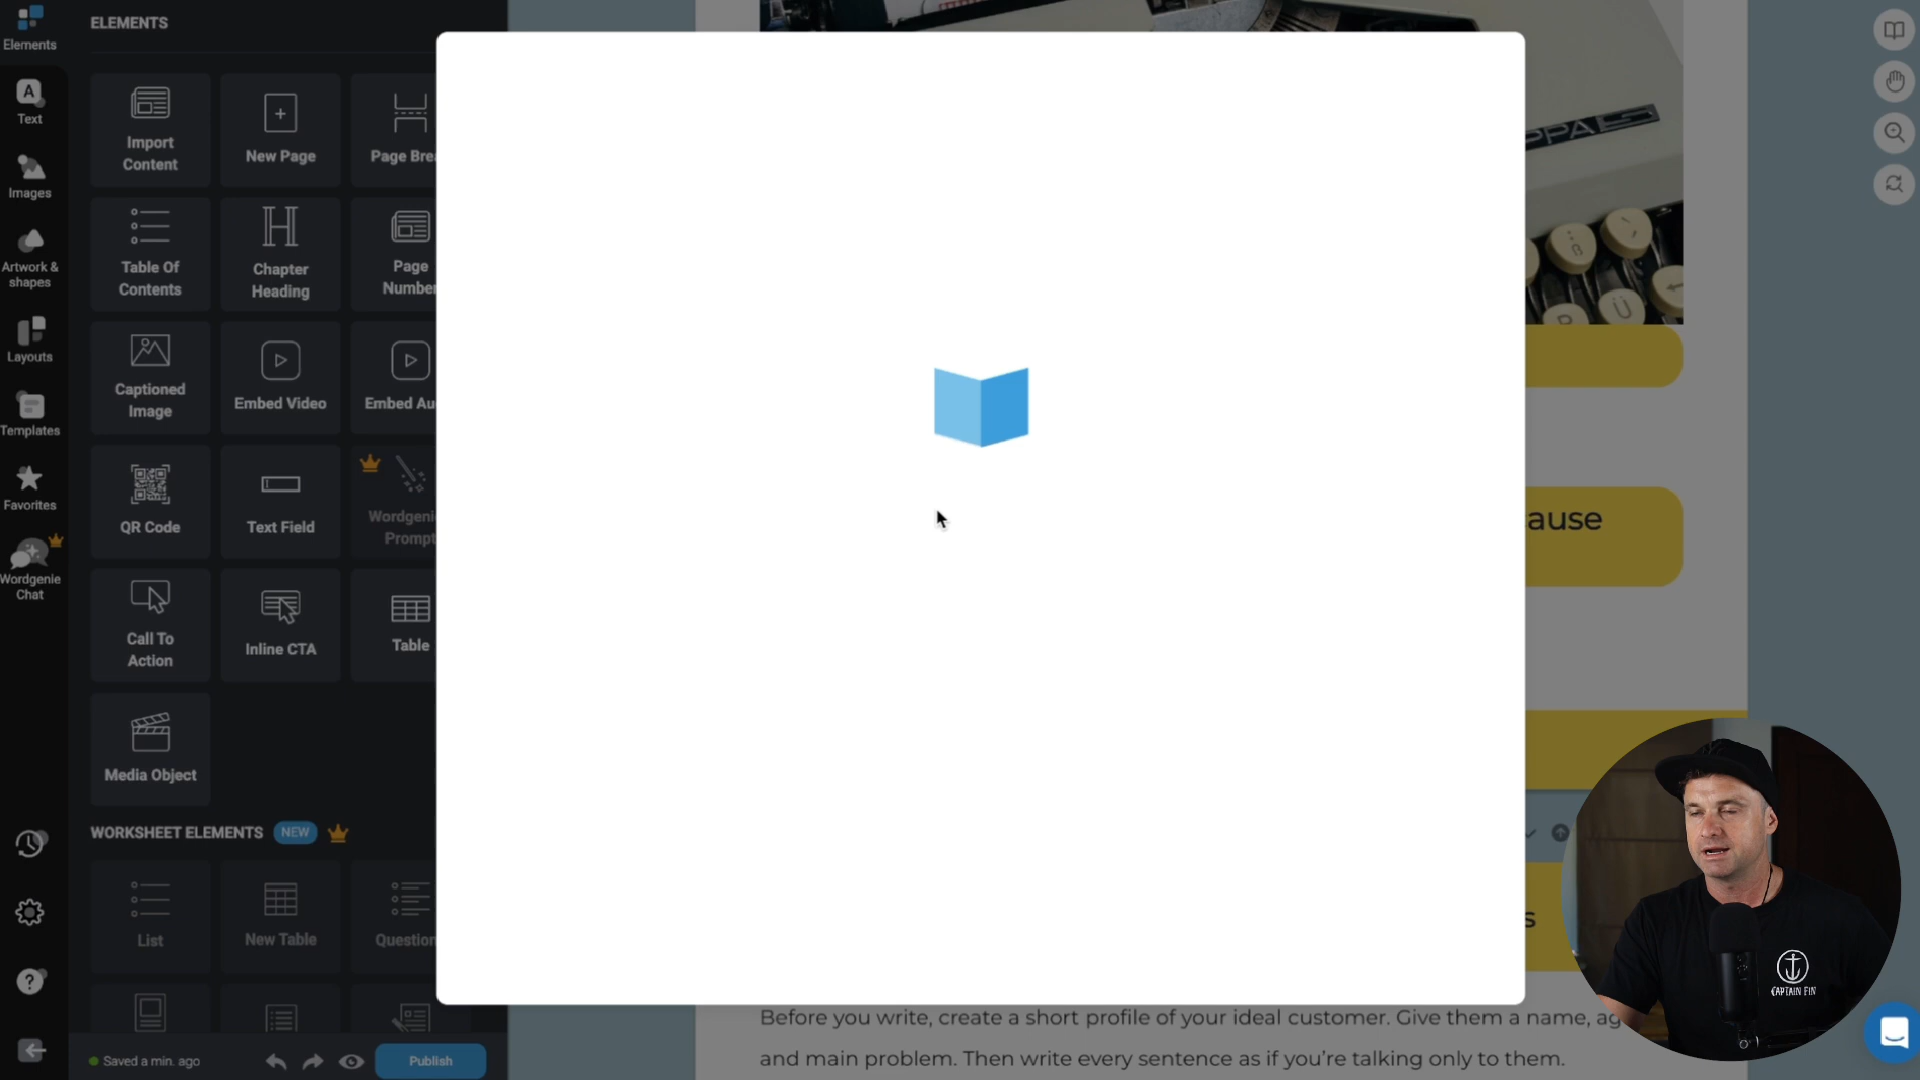 Elements
Text
Images
Artwork &
shapes
Layouts
Templates
Favorites
Wordgenie
Chat
ELEMENTS
Import
Content
New Page
Page Brea
Table Of
Contents
Chapter
Heading
Page
Number
Captioned
Image
Embed Video
Embed Au
QR Code
Text Field
Wordgeni
Prompt
Call To
Action
Inline CTA
Table
Media Object
WORKSHEET ELEMENTS NEW
List
New Table
Question
Saved a min. ago
Publish
PPA
B
Ü
ause
s
Before you write, create a short profile of your ideal customer. Give them a name, ag
and main problem. Then write every sentence as if you're talking only to them.
CAPTAIN FIN